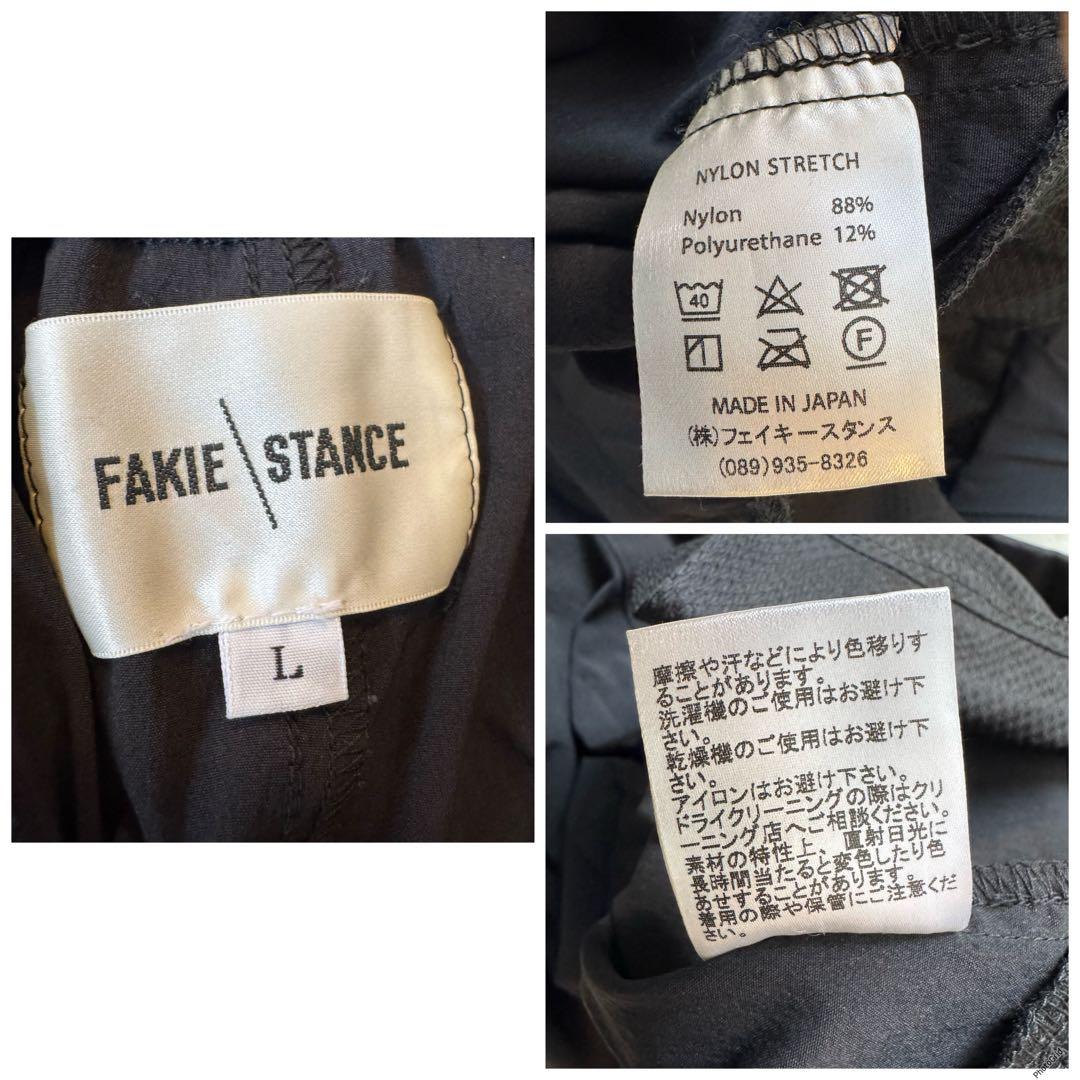 FAKIE\STANCE
L
NYLON STRETCH
Nylon 88%
Polyurethane 12%
40
F
MADE IN JAPAN
(株)フェイキースタンス
(089)935-8326
摩擦や汗などにより色移りす
ることがあります。
洗濯機のご使用はお避け下
さい。
乾燥機のご使用はお避け下
さい。
アイロンはお避け下さい。
ドライクリーニングの際はクリ
ーニング店へご相談ください。
素材の特性上、直射日光に
長時間当たると変色したり色
あせすることがあります。
着用の際や保管にご注意くだ
さい。
PhotoGrid